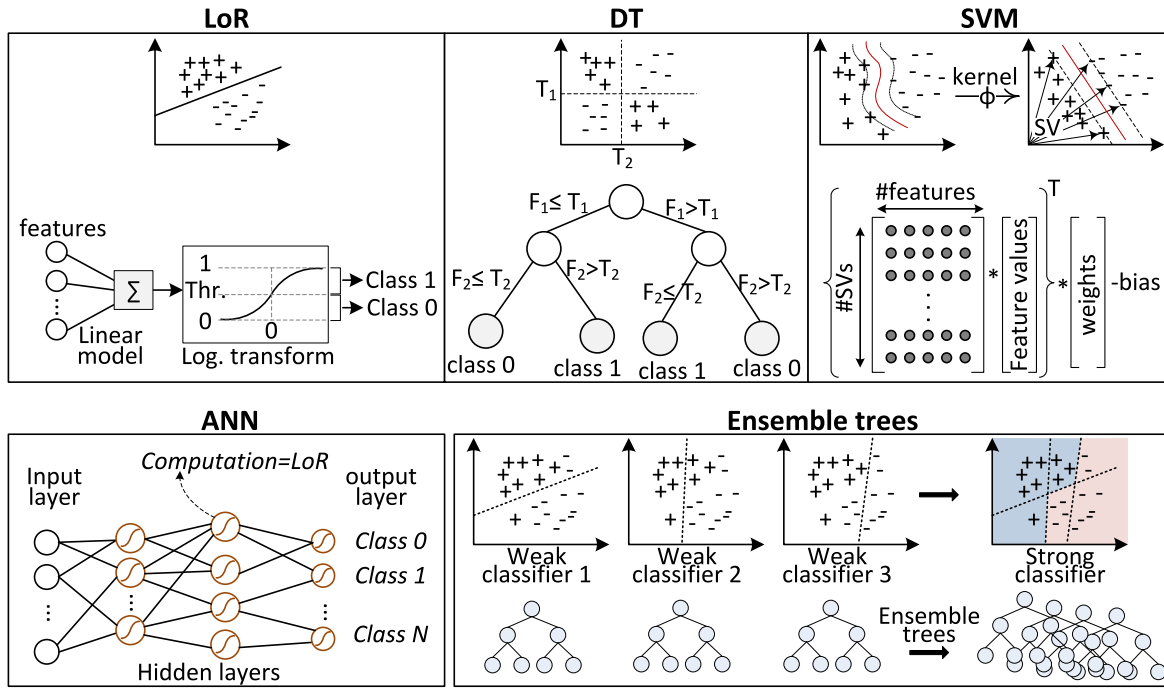 LoR
features
Σ
Linear
model
1
Thr.
0
0
Log. transform
Class 1
Class 0
DT
T1
T2
F1≤ T1
F1>T1
F2≤ T2
F2>T2
F2≤ T2
F2>T2
class 0
class 1
class 1
class 0
SVM
kernel
ϕ
SV
#features
T
#SVs
*
Feature values
*
weights
-bias
ANN
Computation=LoR
Input
layer
output
layer
Class 0
Class 1
Class N
Hidden layers
Ensemble trees
Weak
classifier 1
Weak
classifier 2
Weak
classifier 3
Strong
classifier
Ensemble
trees